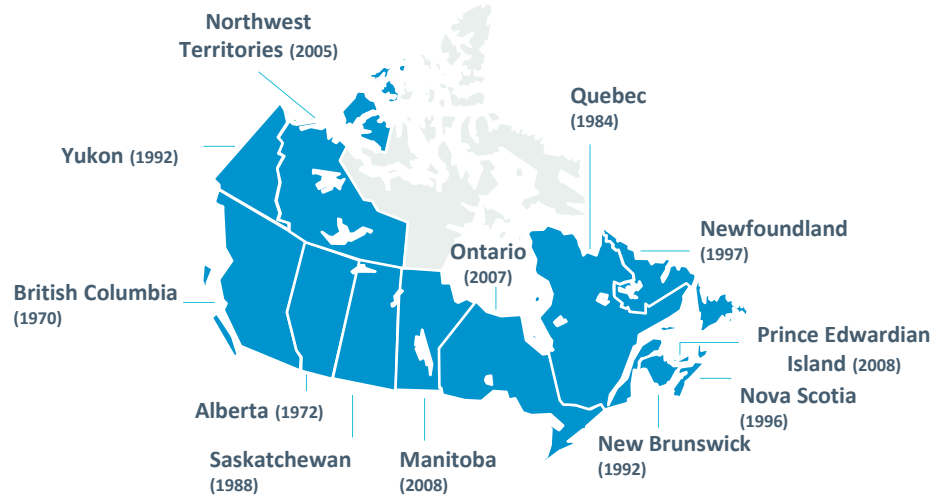 Northwest
Territories (2005)
Quebec
(1984)
Yukon (1992)
Newfoundland
(1997)
Ontario
(2007)
British Columbia
(1970)
Prince Edwardian
Island (2008)
Nova Scotia
(1996)
Alberta (1972)
New Brunswick
(1992)
Saskatchewan
(1988)
Manitoba
(2008)